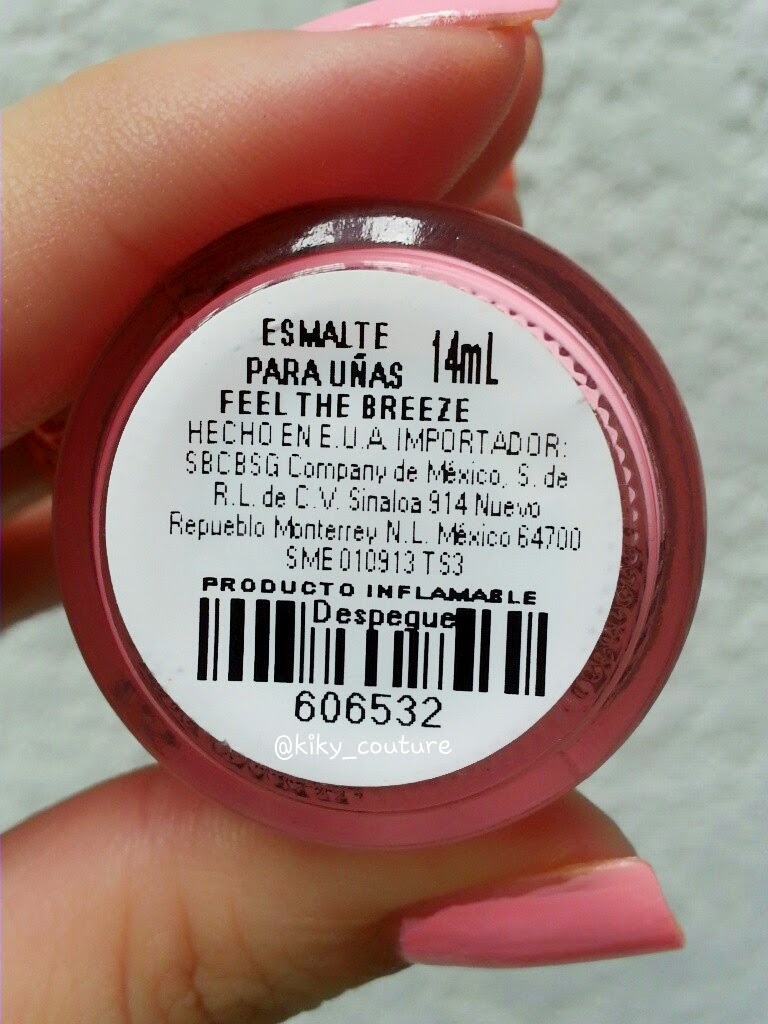 ESMALTE 14mL
PARA UÑAS
FEEL THE BREEZE
HECHO EN E.U.A. IMPORTADOR:
SBCBSG Company de México, S. de
R.L. de C.V. Sinaloa 914 Nuevo
Repueblo Monterrey N.L. México 64700
SME 010913 TS3
PRODUCTO INFLAMABLE
Despegue
606532
@kiky_couture